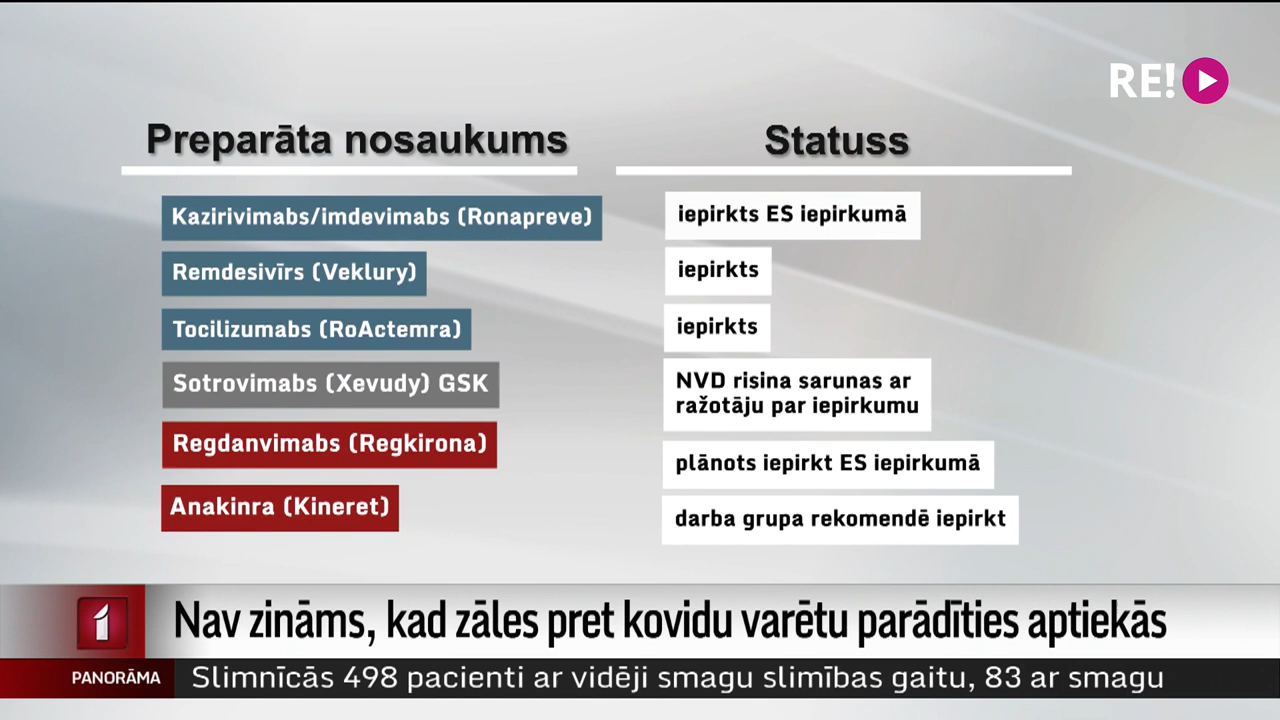 RE!
Preparāta nosaukums
Statuss
Kazirivimabs/imdevimabs (Ronapreve)
iepirkts ES iepirkumā
Remdesivīrs (Veklury)
iepirkts
Tocilizumabs (RoActemra)
iepirkts
Sotrovimabs (Xevudy) GSK
NVD risina sarunas ar
ražotāju par iepirkumu
Regdanvimabs (Regkirona)
plānots iepirkt ES iepirkumā
Anakinra (Kineret)
darba grupa rekomendē iepirkt
1
Nav zināms, kad zāles pret kovidu varētu parādīties aptiekās
PANORĀMA
Slimnīcās 498 pacienti ar vidēji smagu slimības gaitu, 83 ar smagu